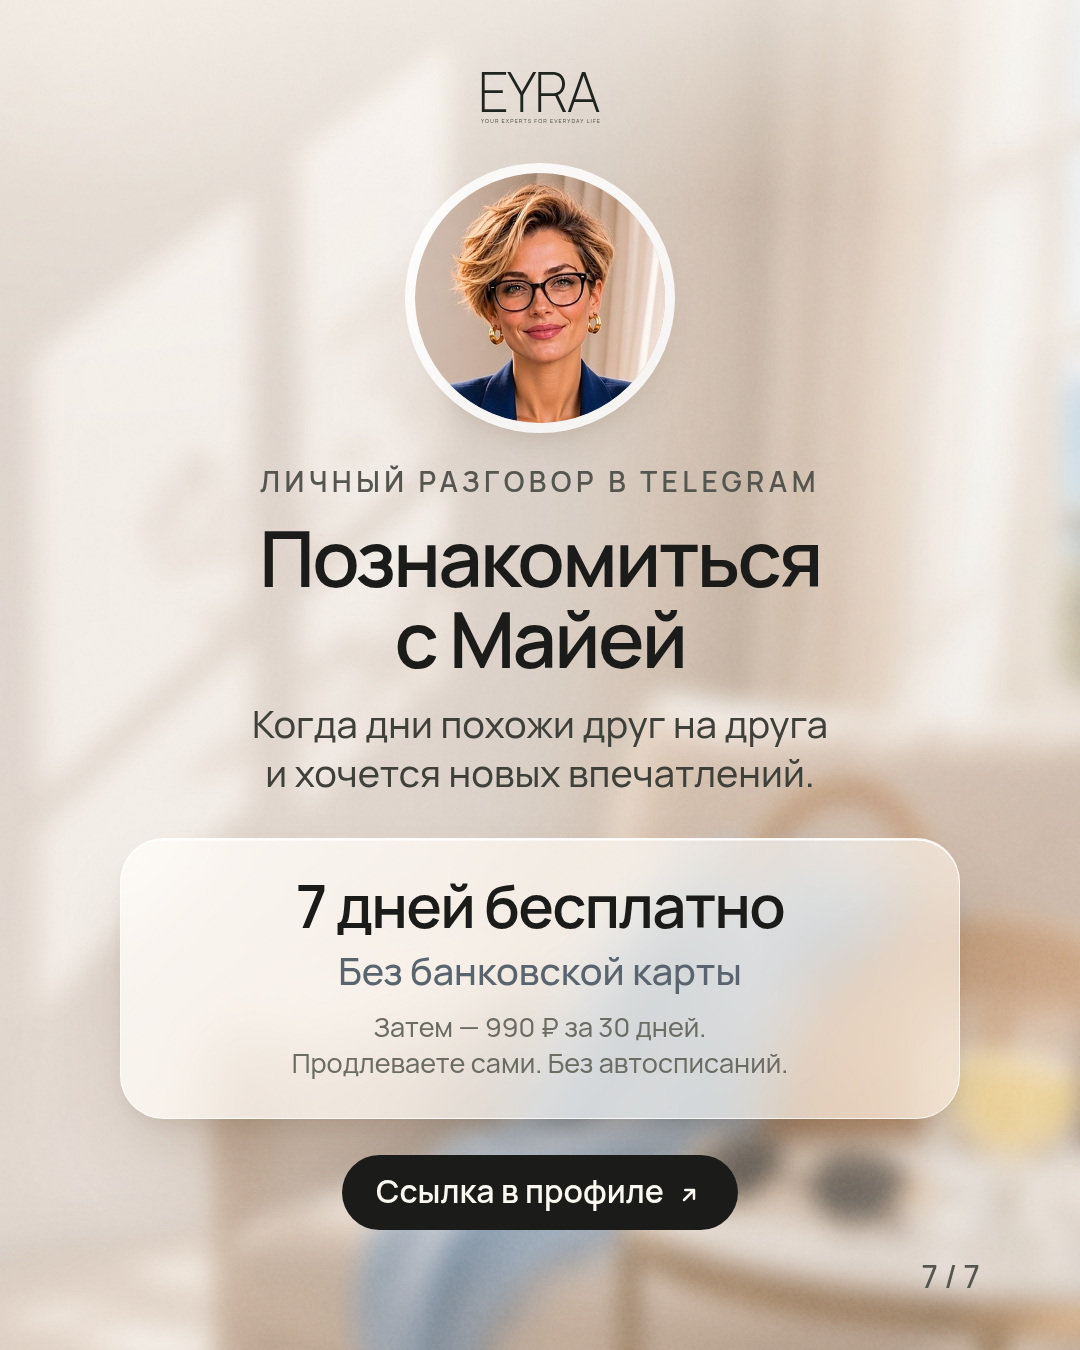 EYRA
YOUR EXPERTS FOR EVERYDAY LIFE
ЛИЧНЫЙ РАЗГОВОР В TELEGRAM
Познакомиться
с Майей
Когда дни похожи друг на друга
и хочется новых впечатлений.
7 дней бесплатно
Без банковской карты
Затем — 990 ₽ за 30 дней.
Продлеваете сами. Без автосписаний.
Ссылка в профиле ↗
7 / 7